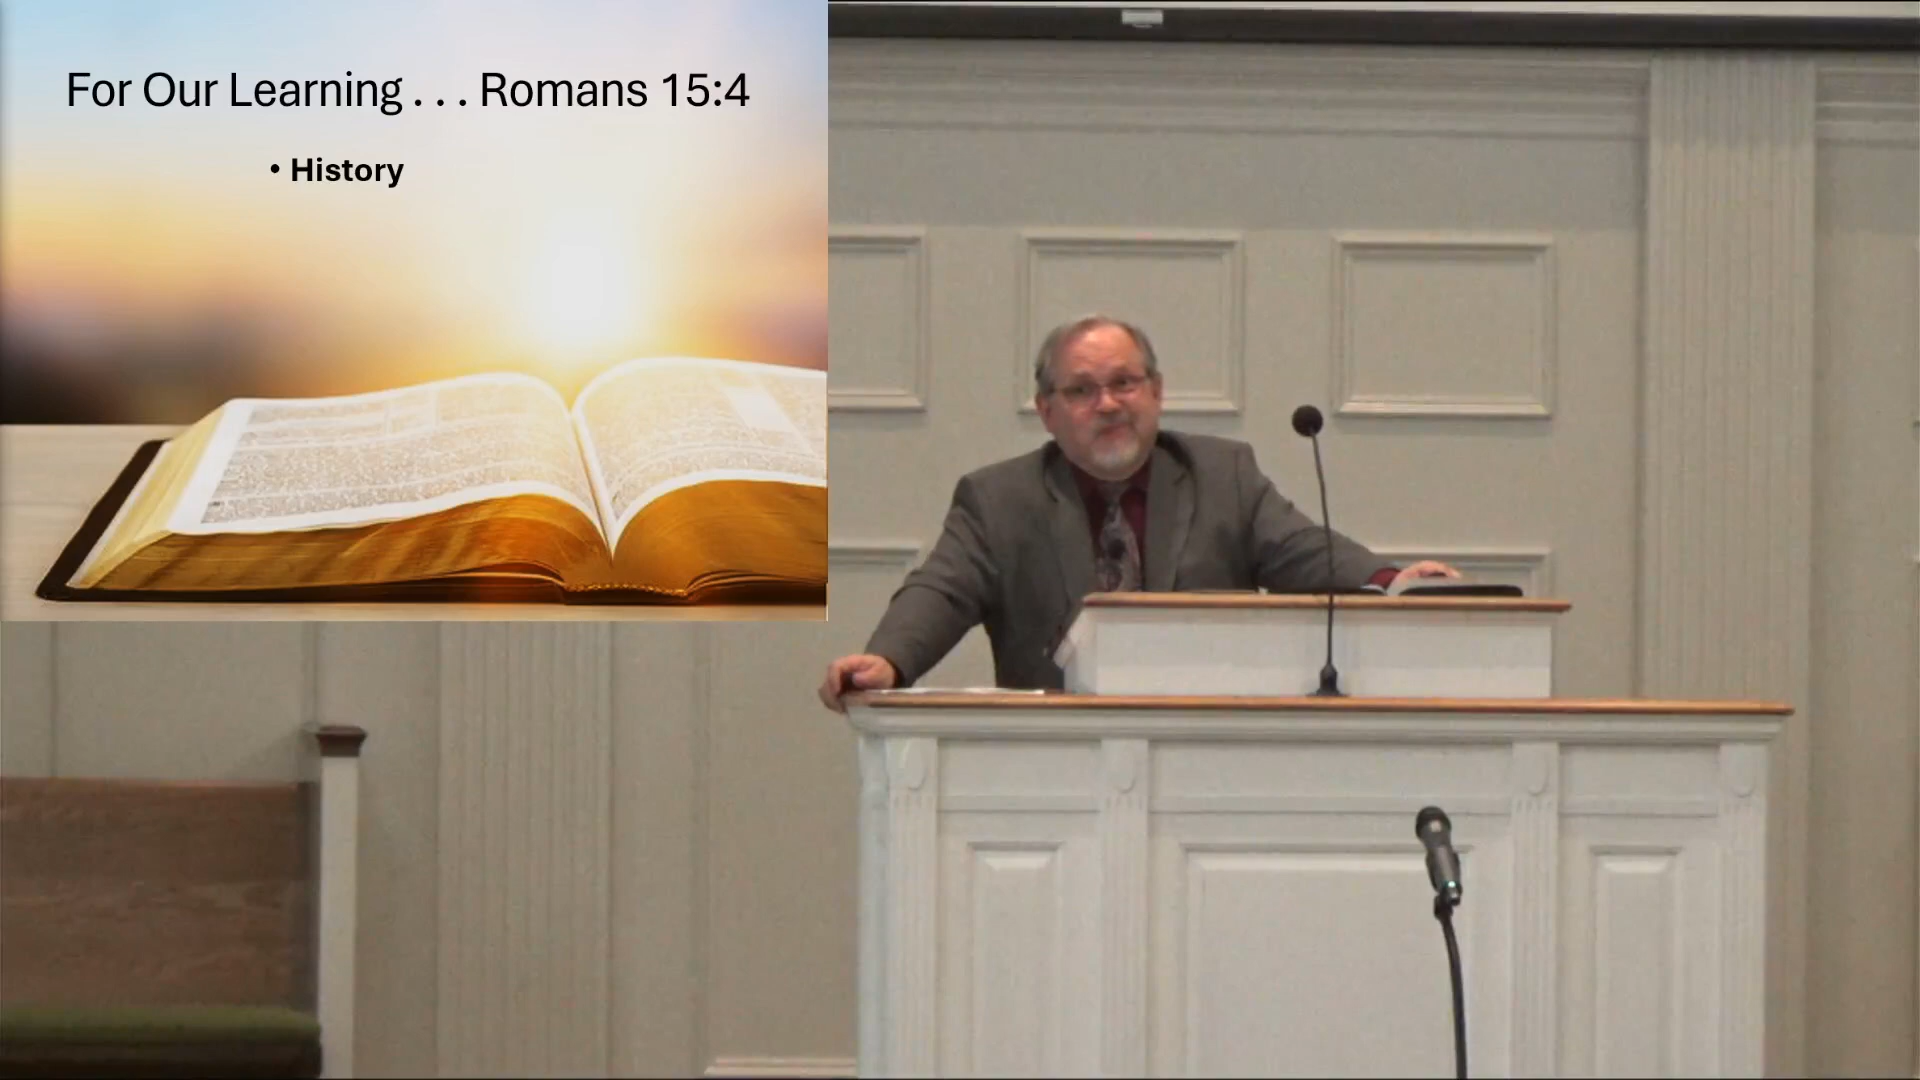 For Our Learning . . . Romans 15:4
• History